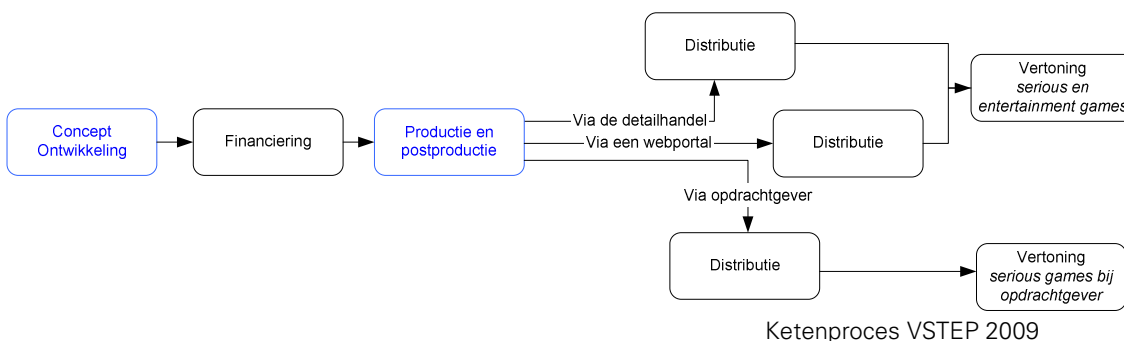 Concept
Ontwikkeling
Financiering
Productie en
postproductie
Via de detailhandel
Via een webportal
Via opdrachtgever
Distributie
Distributie
Distributie
Vertoning
serious en
entertainment games
Vertoning
serious games bij
opdrachtgever
Ketenproces VSTEP 2009